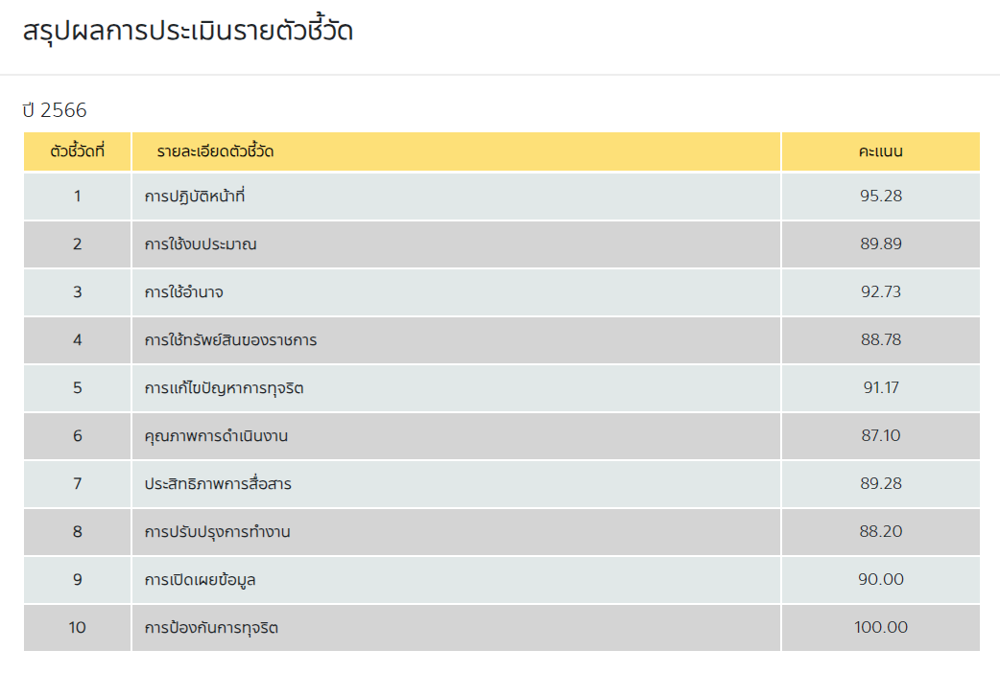 สรุปผลการประเมินรายตัวชี้วัด
ปี 2566
ตัวชี้วัดที่ รายละเอียดตัวชี้วัด คะแนน
1 การปฏิบัติหน้าที่ 95.28
2 การใช้งบประมาณ 89.89
3 การใช้อำนาจ 92.73
4 การใช้ทรัพย์สินของราชการ 88.78
5 การแก้ไขปัญหาการทุจริต 91.17
6 คุณภาพการดำเนินงาน 87.10
7 ประสิทธิภาพการสื่อสาร 89.28
8 การปรับปรุงการทำงาน 88.20
9 การเปิดเผยข้อมูล 90.00
10 การป้องกันการทุจริต 100.00